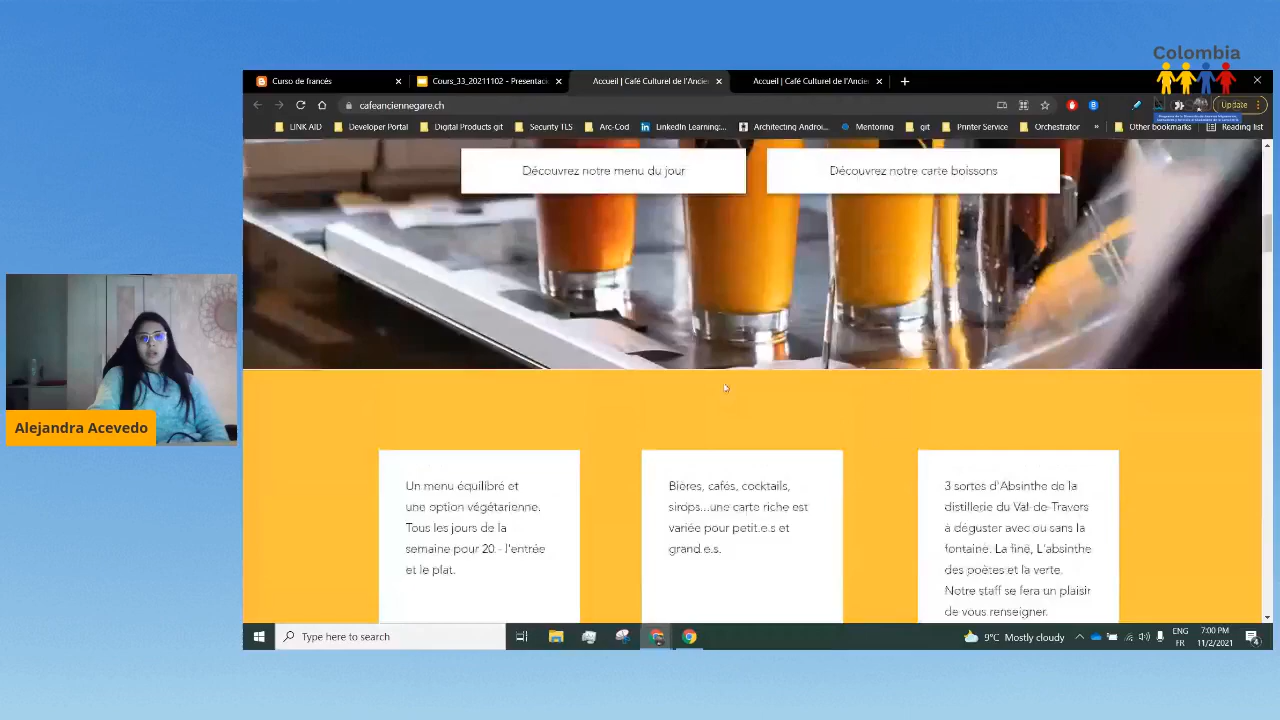 Colombia
Curso de francés
Cours_33_20211102 - Presentac
Accueil | Café Culturel de l'Ancie
Accueil | Café Culturel de l'Ancie
cafeanciennegare.ch
Update
LINK AID
Developer Portal
Digital Products git
Security TLS
Arc-Cod
LinkedIn Learning:...
Architecting Androi...
Mentoring
git
Printer Service
Orchestrator
»
Other bookmarks
Reading list
Découvrez notre menu du jour
Découvrez notre carte boissons
Un menu équilibré et
une option végétarienne.
Tous les jours de la
semaine pour 20.- l'entrée
et le plat.
Bières, cafés, cocktails,
sirops...une carte riche est
variée pour petit.e.s et
grand.e.s.
3 sortes d'Absinthe de la
distillerie du Val-de-Travers
à déguster avec ou sans la
fontaine. La fine, L'absinthe
des poètes et la verte.
Notre staff se fera un plaisir
de vous renseigner.
Alejandra Acevedo
Type here to search
9°C Mostly cloudy
ENG
FR
7:00 PM
11/2/2021
4